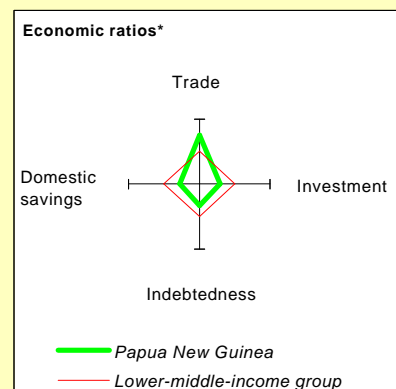 Economic ratios*
Trade
Domestic
savings
Investment
Indebtedness
Papua New Guinea
Lower-middle-income group